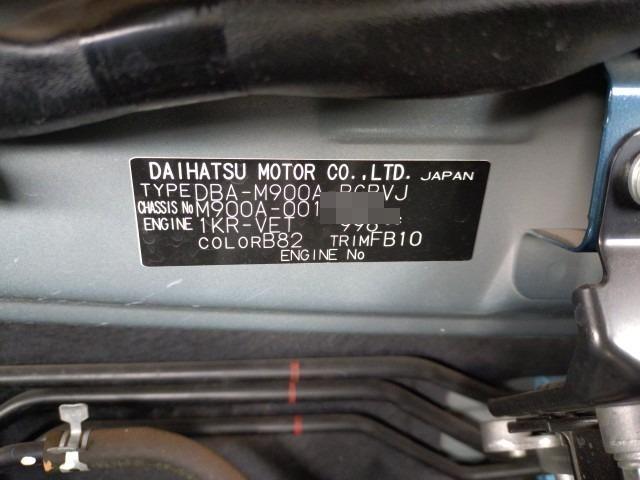 DAIHATSU MOTOR CO.,LTD. JAPAN
TYPE DBA-M900A
CHASSIS No M900A-001
ENGINE 1KR-VET 996
COLOR B82 TRIM FB10
ENGINE No